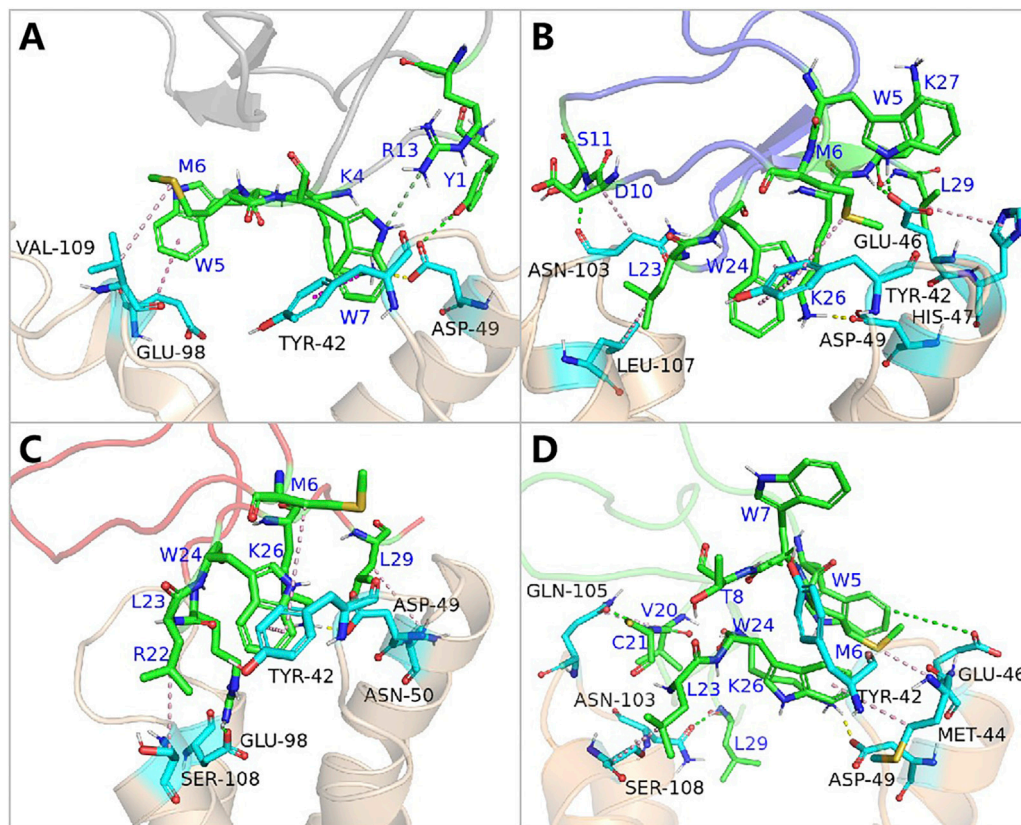 A
R13
M6
K4
Y1
VAL-109
W5
W7
GLU-98
TYR-42
ASP-49
B
K27
W5
S11
M6
D10
L29
ASN-103
GLU-46
L23
W24
TYR-42
K26
HIS-47
ASP-49
LEU-107
C
M6
W24
K26
L29
L23
ASP-49
R22
TYR-42
ASN-50
GLU-98
SER-108
D
W7
GLN-105
T8
W5
V20
W24
C21
M6
GLU-46
L23
K26
TYR-42
ASN-103
MET-44
L29
SER-108
ASP-49